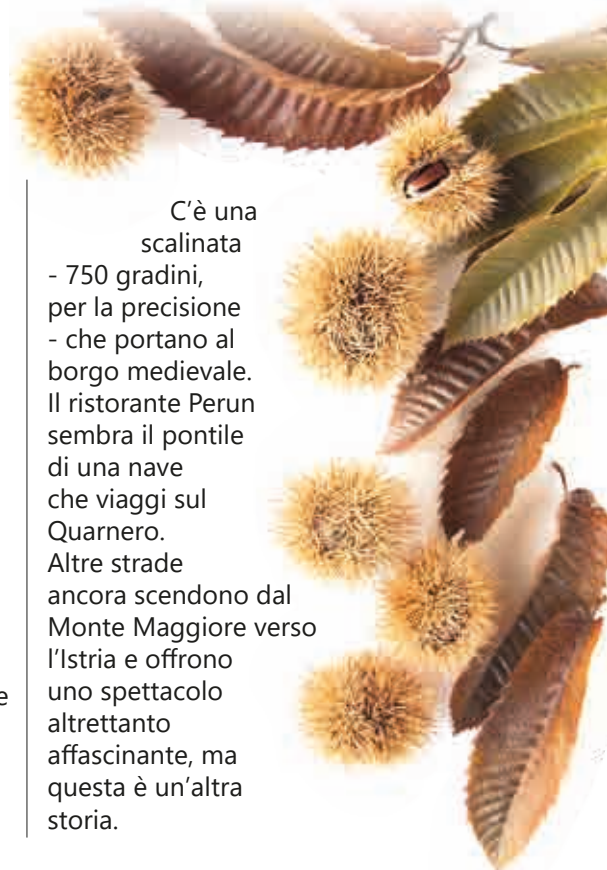 C'è una
scalinata
- 750 gradini,
per la precisione
- che portano al
borgo medievale.
Il ristorante Perun
sembra il pontile
di una nave
che viaggi sul
Quarnero.
Altre strade
ancora scendono dal
Monte Maggiore verso
l'Istria e offrono
uno spettacolo
altrettanto
affascinante, ma
questa è un'altra
storia.